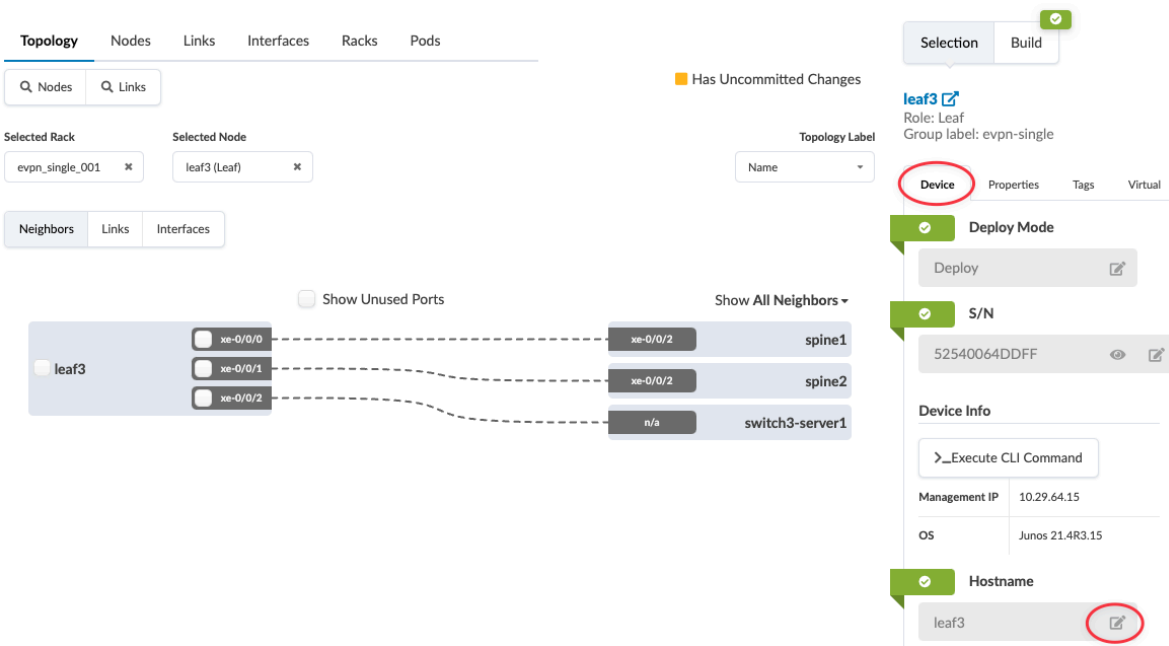 Topology Nodes Links Interfaces Racks Pods
Nodes Links
Has Uncommitted Changes
Selected Rack Selected Node Topology Label
evpn_single_001 leaf3 (Leaf) Name
Neighbors Links Interfaces
Show Unused Ports Show All Neighbors
leaf3
xe-0/0/0 xe-0/0/2 spine1
xe-0/0/1 xe-0/0/2 spine2
xe-0/0/2 n/a switch3-server1
Selection Build
leaf3
Role: Leaf
Group label: evpn-single
Device Properties Tags Virtual
Deploy Mode
Deploy
S/N
52540064DDFF
Device Info
>_Execute CLI Command
Management IP 10.29.64.15
OS Junos 21.4R3.15
Hostname
leaf3